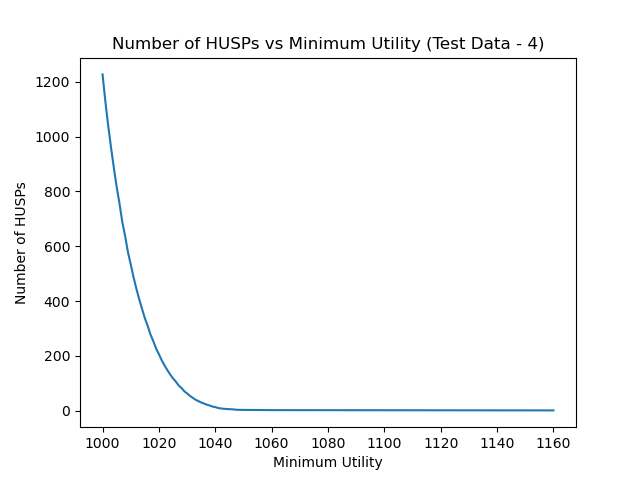 Number of HUSPs vs Minimum Utility (Test Data - 4)
1200
1000
800
600
400
200
0
Number of HUSPs
1000 1020 1040 1060 1080 1100 1120 1140 1160
Minimum Utility